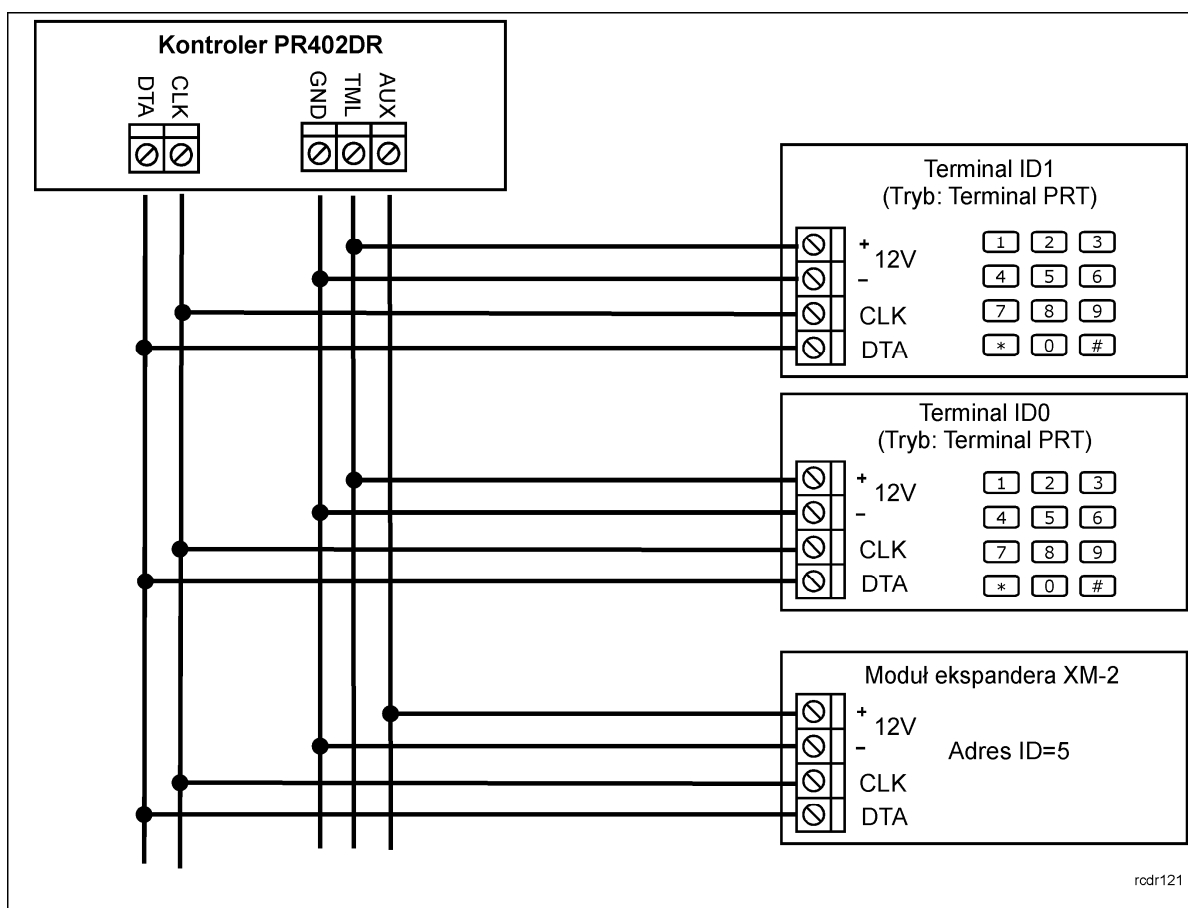 Kontroler PR402DR
DTA
CLK
GND
TML
AUX
Terminal ID1
(Tryb: Terminal PRT)
+
12V
-
CLK
DTA
1 2 3
4 5 6
7 8 9
* 0 #
Terminal ID0
(Tryb: Terminal PRT)
+
12V
-
CLK
DTA
1 2 3
4 5 6
7 8 9
* 0 #
Moduł ekspandera XM-2
+
12V
-
CLK
DTA
Adres ID=5
rcdr121